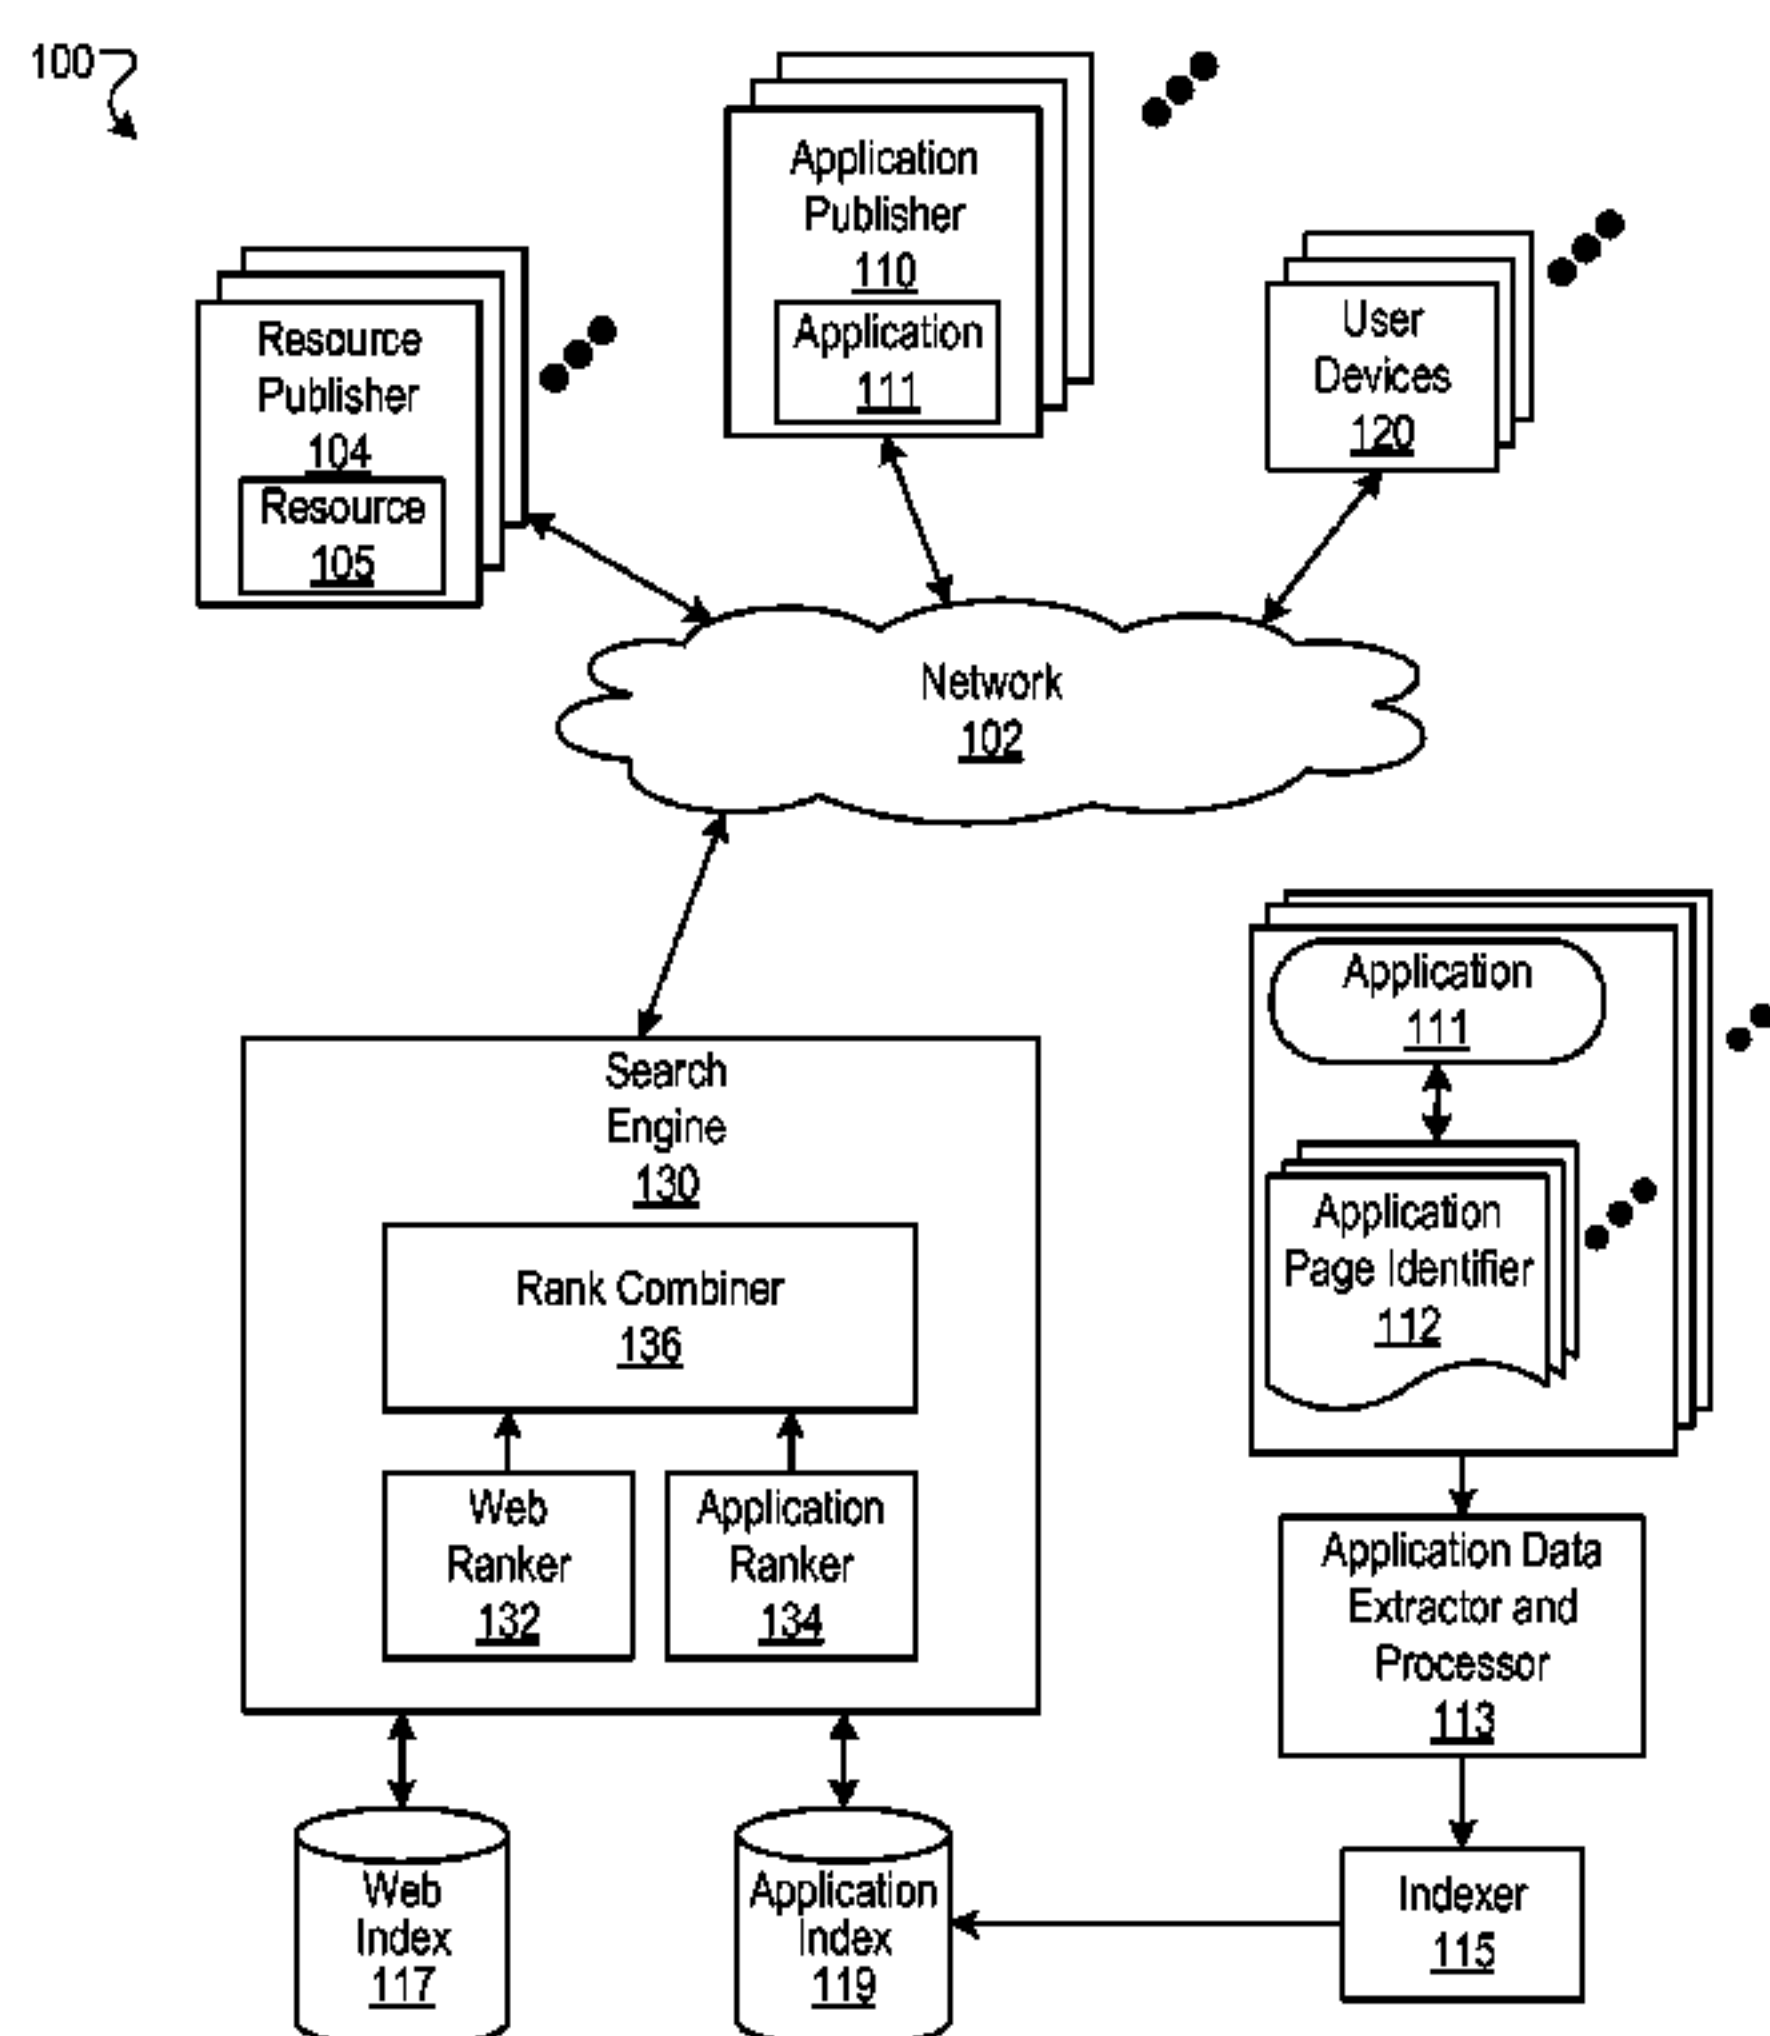 100
Application
Publisher
110
Application
111
User
Devices
120
Resource
Publisher
104
Resource
105
Network
102
Search
Engine
130
Rank Combiner
136
Web
Ranker
132
Application
Ranker
134
Web
Index
117
Application
Index
119
Application
111
Application
Page Identifier
112
Application Data
Extractor and
Processor
113
Indexer
115